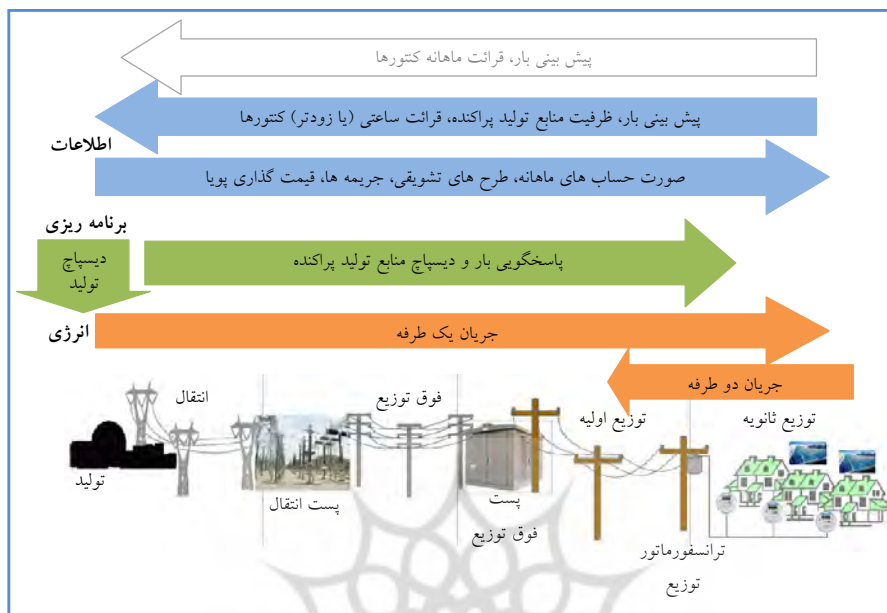 پیش بینی بار، قرائت ماهانه کنتورها
پیش بینی بار، ظرفیت منابع تولید پراکنده، قرائت ساعتی (یا زودتر) کنتورها
اطلاعات
صورت حساب های ماهانه، طرح های تشویقی، جریمه ها، قیمت گذاری پویا
برنامه ریزی
دیسپاچ
تولید
پاسخگویی بار و دیسپاچ منابع تولید پراکنده
انرژی
جریان یک طرفه
جریان دو طرفه
انتقال
فوق توزیع
توزیع اولیه
توزیع ثانویه
تولید
پست انتقال
پست
فوق توزیع
ترانسفورماتور
توزیع